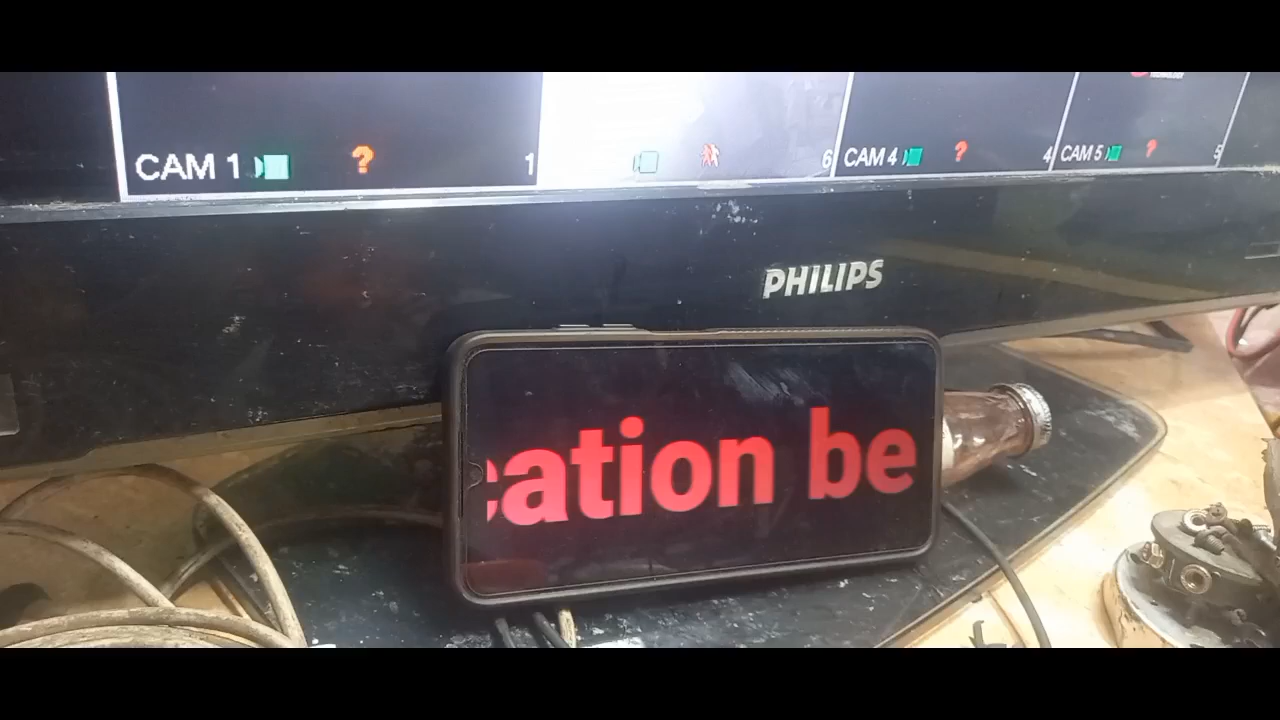 CAM 1 ? 1
6
CAM 4 ? 4
CAM 5 ? 5
PHILIPS
cation be